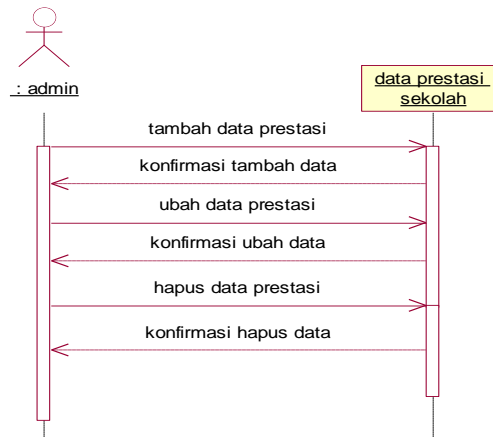 : admin
data prestasi
sekolah
tambah data prestasi
konfirmasi tambah data
ubah data prestasi
konfirmasi ubah data
hapus data prestasi
konfirmasi hapus data